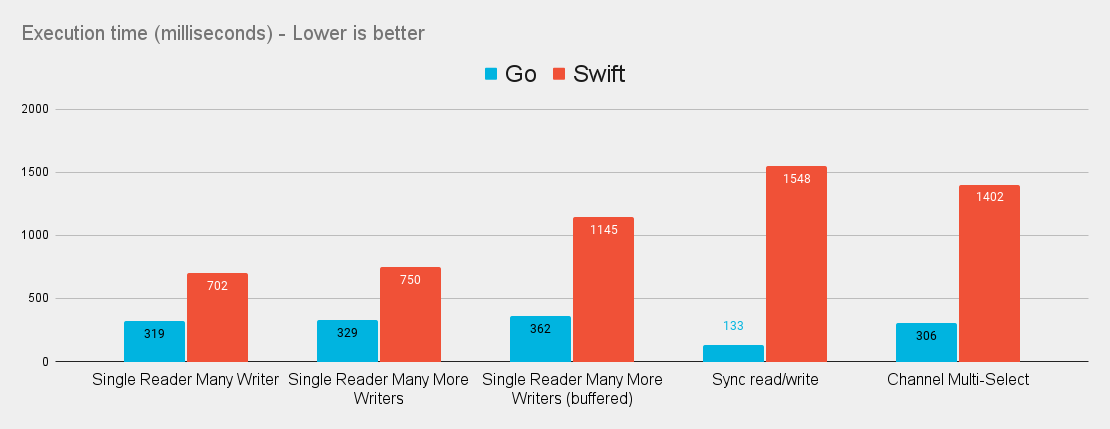 Execution time (milliseconds) - Lower is better
Go Swift
2000
1500
1000
500
0
319
702
329
750
362
1145
133
1548
306
1402
Single Reader Many Writer
Single Reader Many More
Writers
Single Reader Many More
Writers (buffered)
Sync read/write
Channel Multi-Select